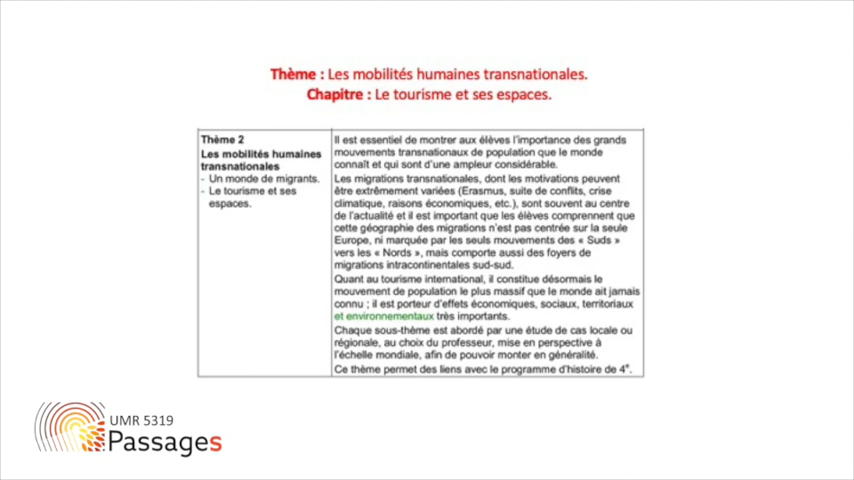 Thème : Les mobilités humaines transnationales.
Chapitre : Le tourisme et ses espaces.
Thème 2
Les mobilités humaines
transnationales
- Un monde de migrants.
- Le tourisme et ses
espaces.
Il est essentiel de montrer aux élèves l'importance des grands
mouvements transnationaux de population que le monde
connaît et qui sont d'une ampleur considérable.
Les migrations transnationales, dont les motivations peuvent
être extrêmement variées (Erasmus, suite de conflits, crise
climatique, raisons économiques, etc.), sont souvent au centre
de l'actualité et il est important que les élèves comprennent que
cette géographie des migrations n'est pas centrée sur la seule
Europe, ni marquée par les seuls mouvements des « Suds »
vers les « Nords », mais comporte aussi des foyers de
migrations intracontinentales sud-sud.
Quant au tourisme international, il constitue désormais le
mouvement de population le plus massif que le monde ait jamais
connu ; il est porteur d'effets économiques, sociaux, territoriaux
et environnementaux très importants.
Chaque sous-thème est abordé par une étude de cas locale ou
régionale, au choix du professeur, mise en perspective à
l'échelle mondiale, afin de pouvoir monter en généralité.
Ce thème permet des liens avec le programme d'histoire de 4e.
UMR 5319
Passages